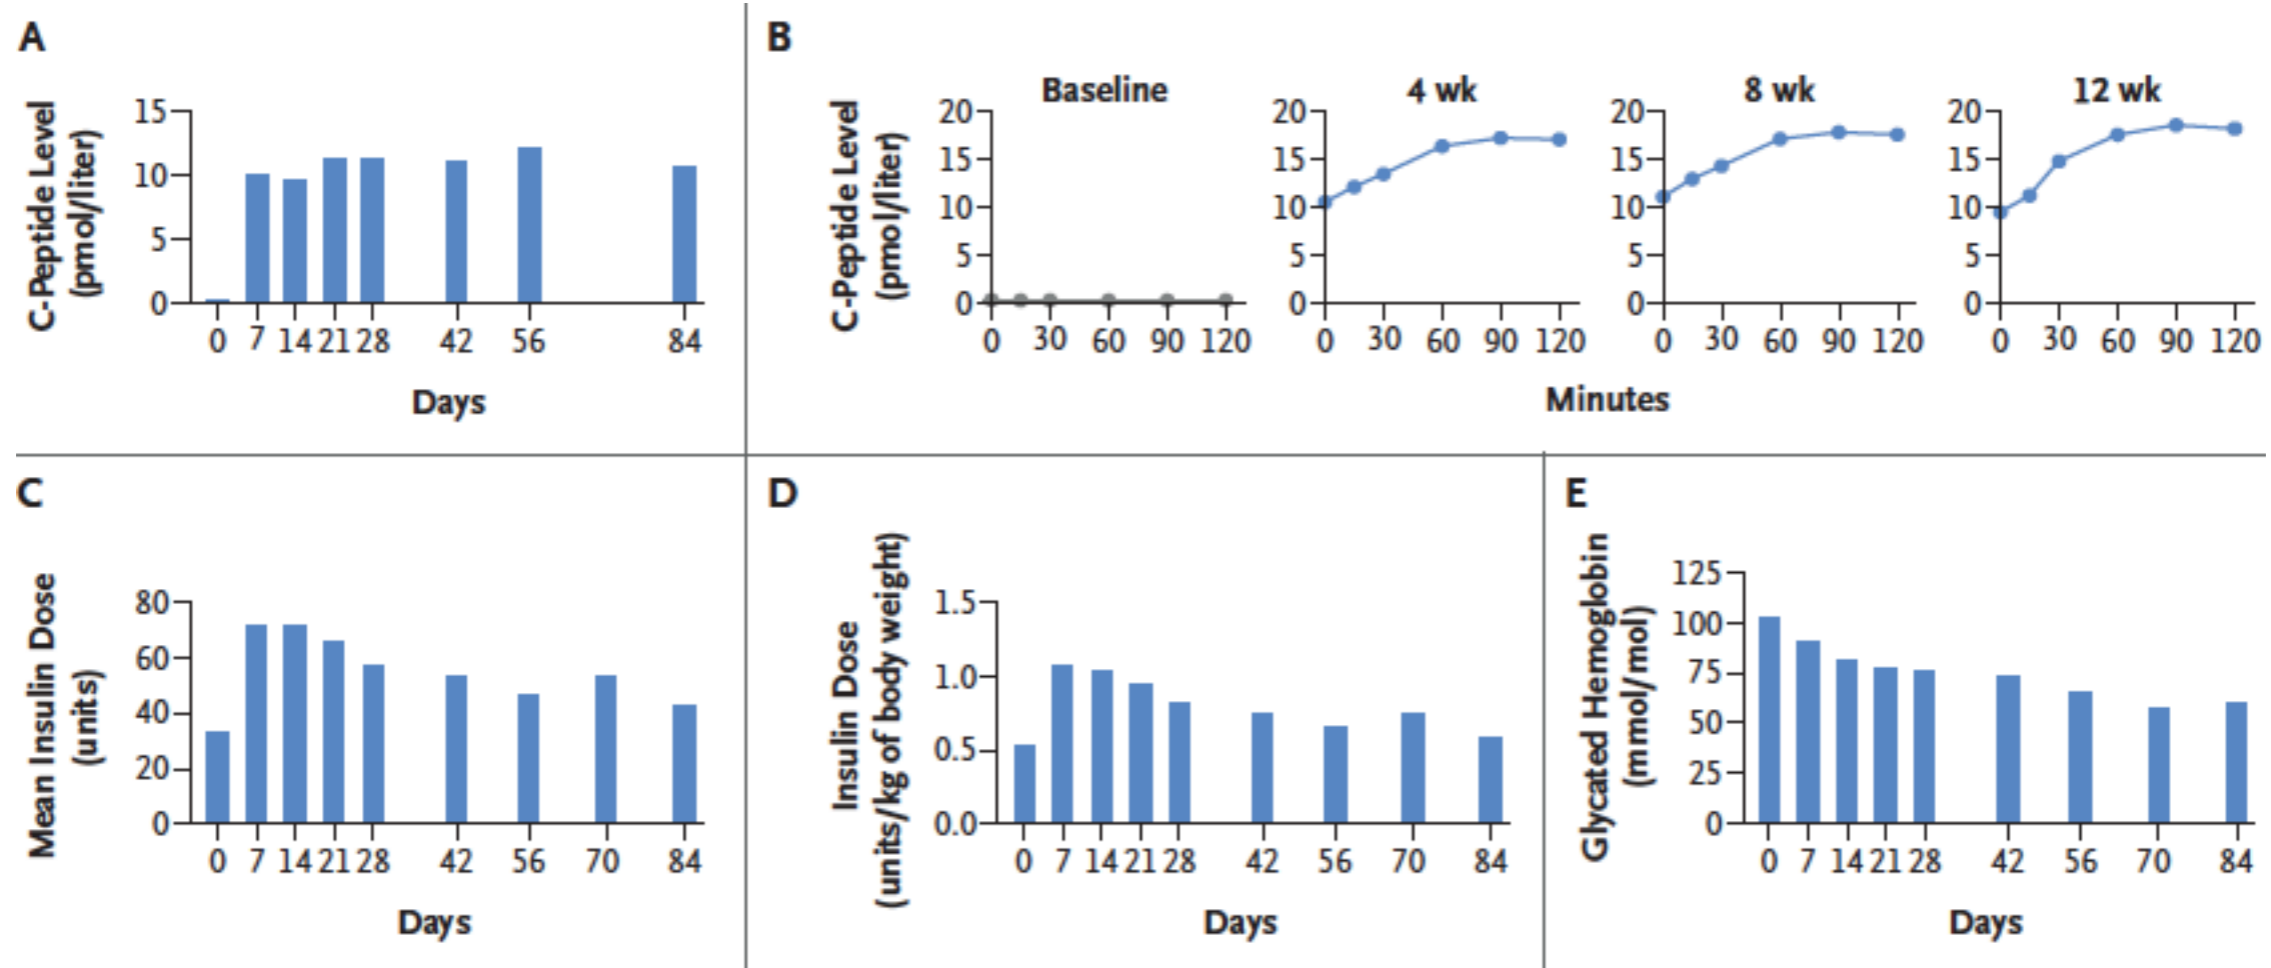 A
C-Peptide Level
(pmol/liter)
15
10
5
0
0 7 14 21 28 42 56 84
Days
B
C-Peptide Level
(pmol/liter)
Baseline
20
15
10
5
0
0 30 60 90 120
4 wk
20
15
10
5
0
0 30 60 90 120
8 wk
20
15
10
5
0
0 30 60 90 120
12 wk
20
15
10
5
0
0 30 60 90 120
Minutes
C
Mean Insulin Dose
(units)
80
60
40
20
0
0 7 14 21 28 42 56 70 84
Days
D
Insulin Dose
(units/kg of body weight)
1.5
1.0
0.5
0.0
0 7 14 21 28 42 56 70 84
Days
E
Glycated Hemoglobin
(mmol/mol)
125
100
75
50
25
0
0 7 14 21 28 42 56 70 84
Days